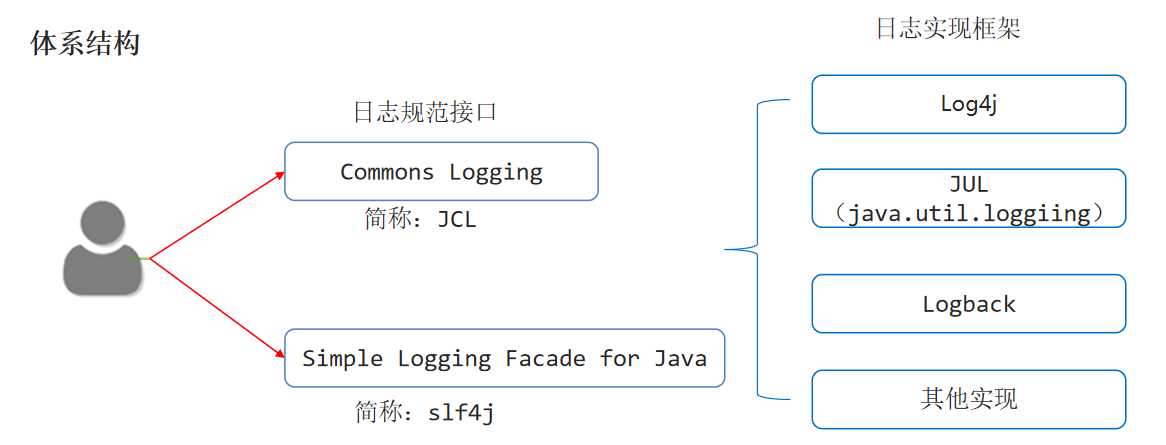 体系结构
日志规范接口
Commons Logging
简称：JCL
Simple Logging Facade for Java
简称：slf4j
日志实现框架
Log4j
JUL
（java.util.loggiing）
Logback
其他实现